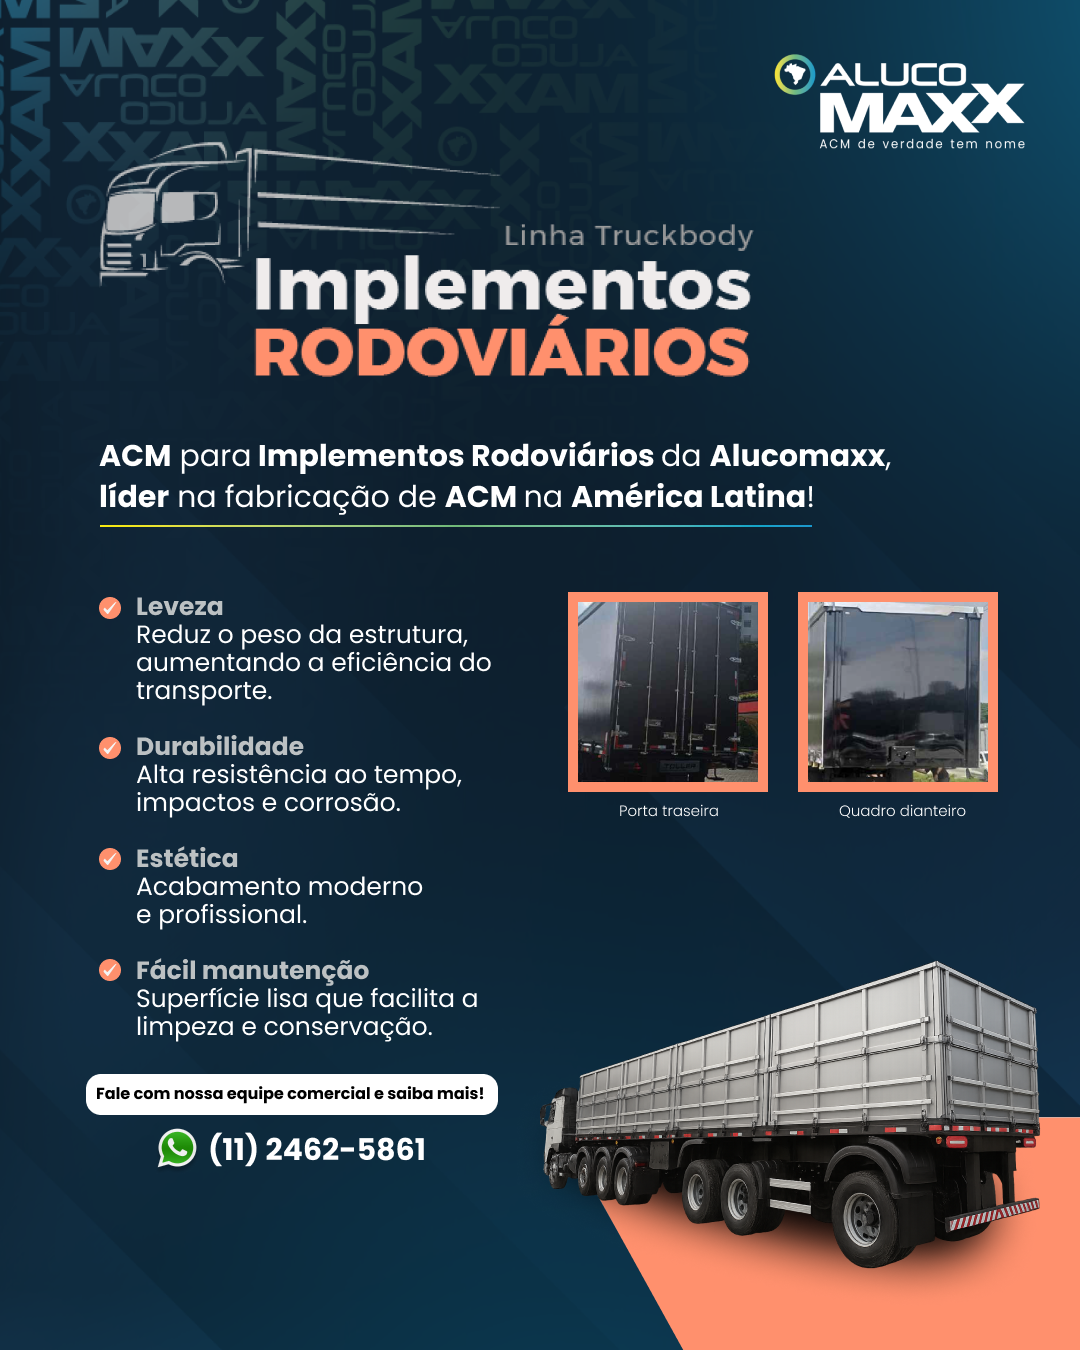 ALUCO
MAXX
ACM de verdade tem nome
Linha Truckbody
Implementos
RODOVIÁRIOS
ACM para Implementos Rodoviários da Alucomaxx,
líder na fabricação de ACM na América Latina!
Leveza
Reduz o peso da estrutura,
aumentando a eficiência do
transporte.
Durabilidade
Alta resistência ao tempo,
impactos e corrosão.
Estética
Acabamento moderno
e profissional.
Fácil manutenção
Superfície lisa que facilita a
limpeza e conservação.
Porta traseira
Quadro dianteiro
Fale com nossa equipe comercial e saiba mais!
(11) 2462-5861